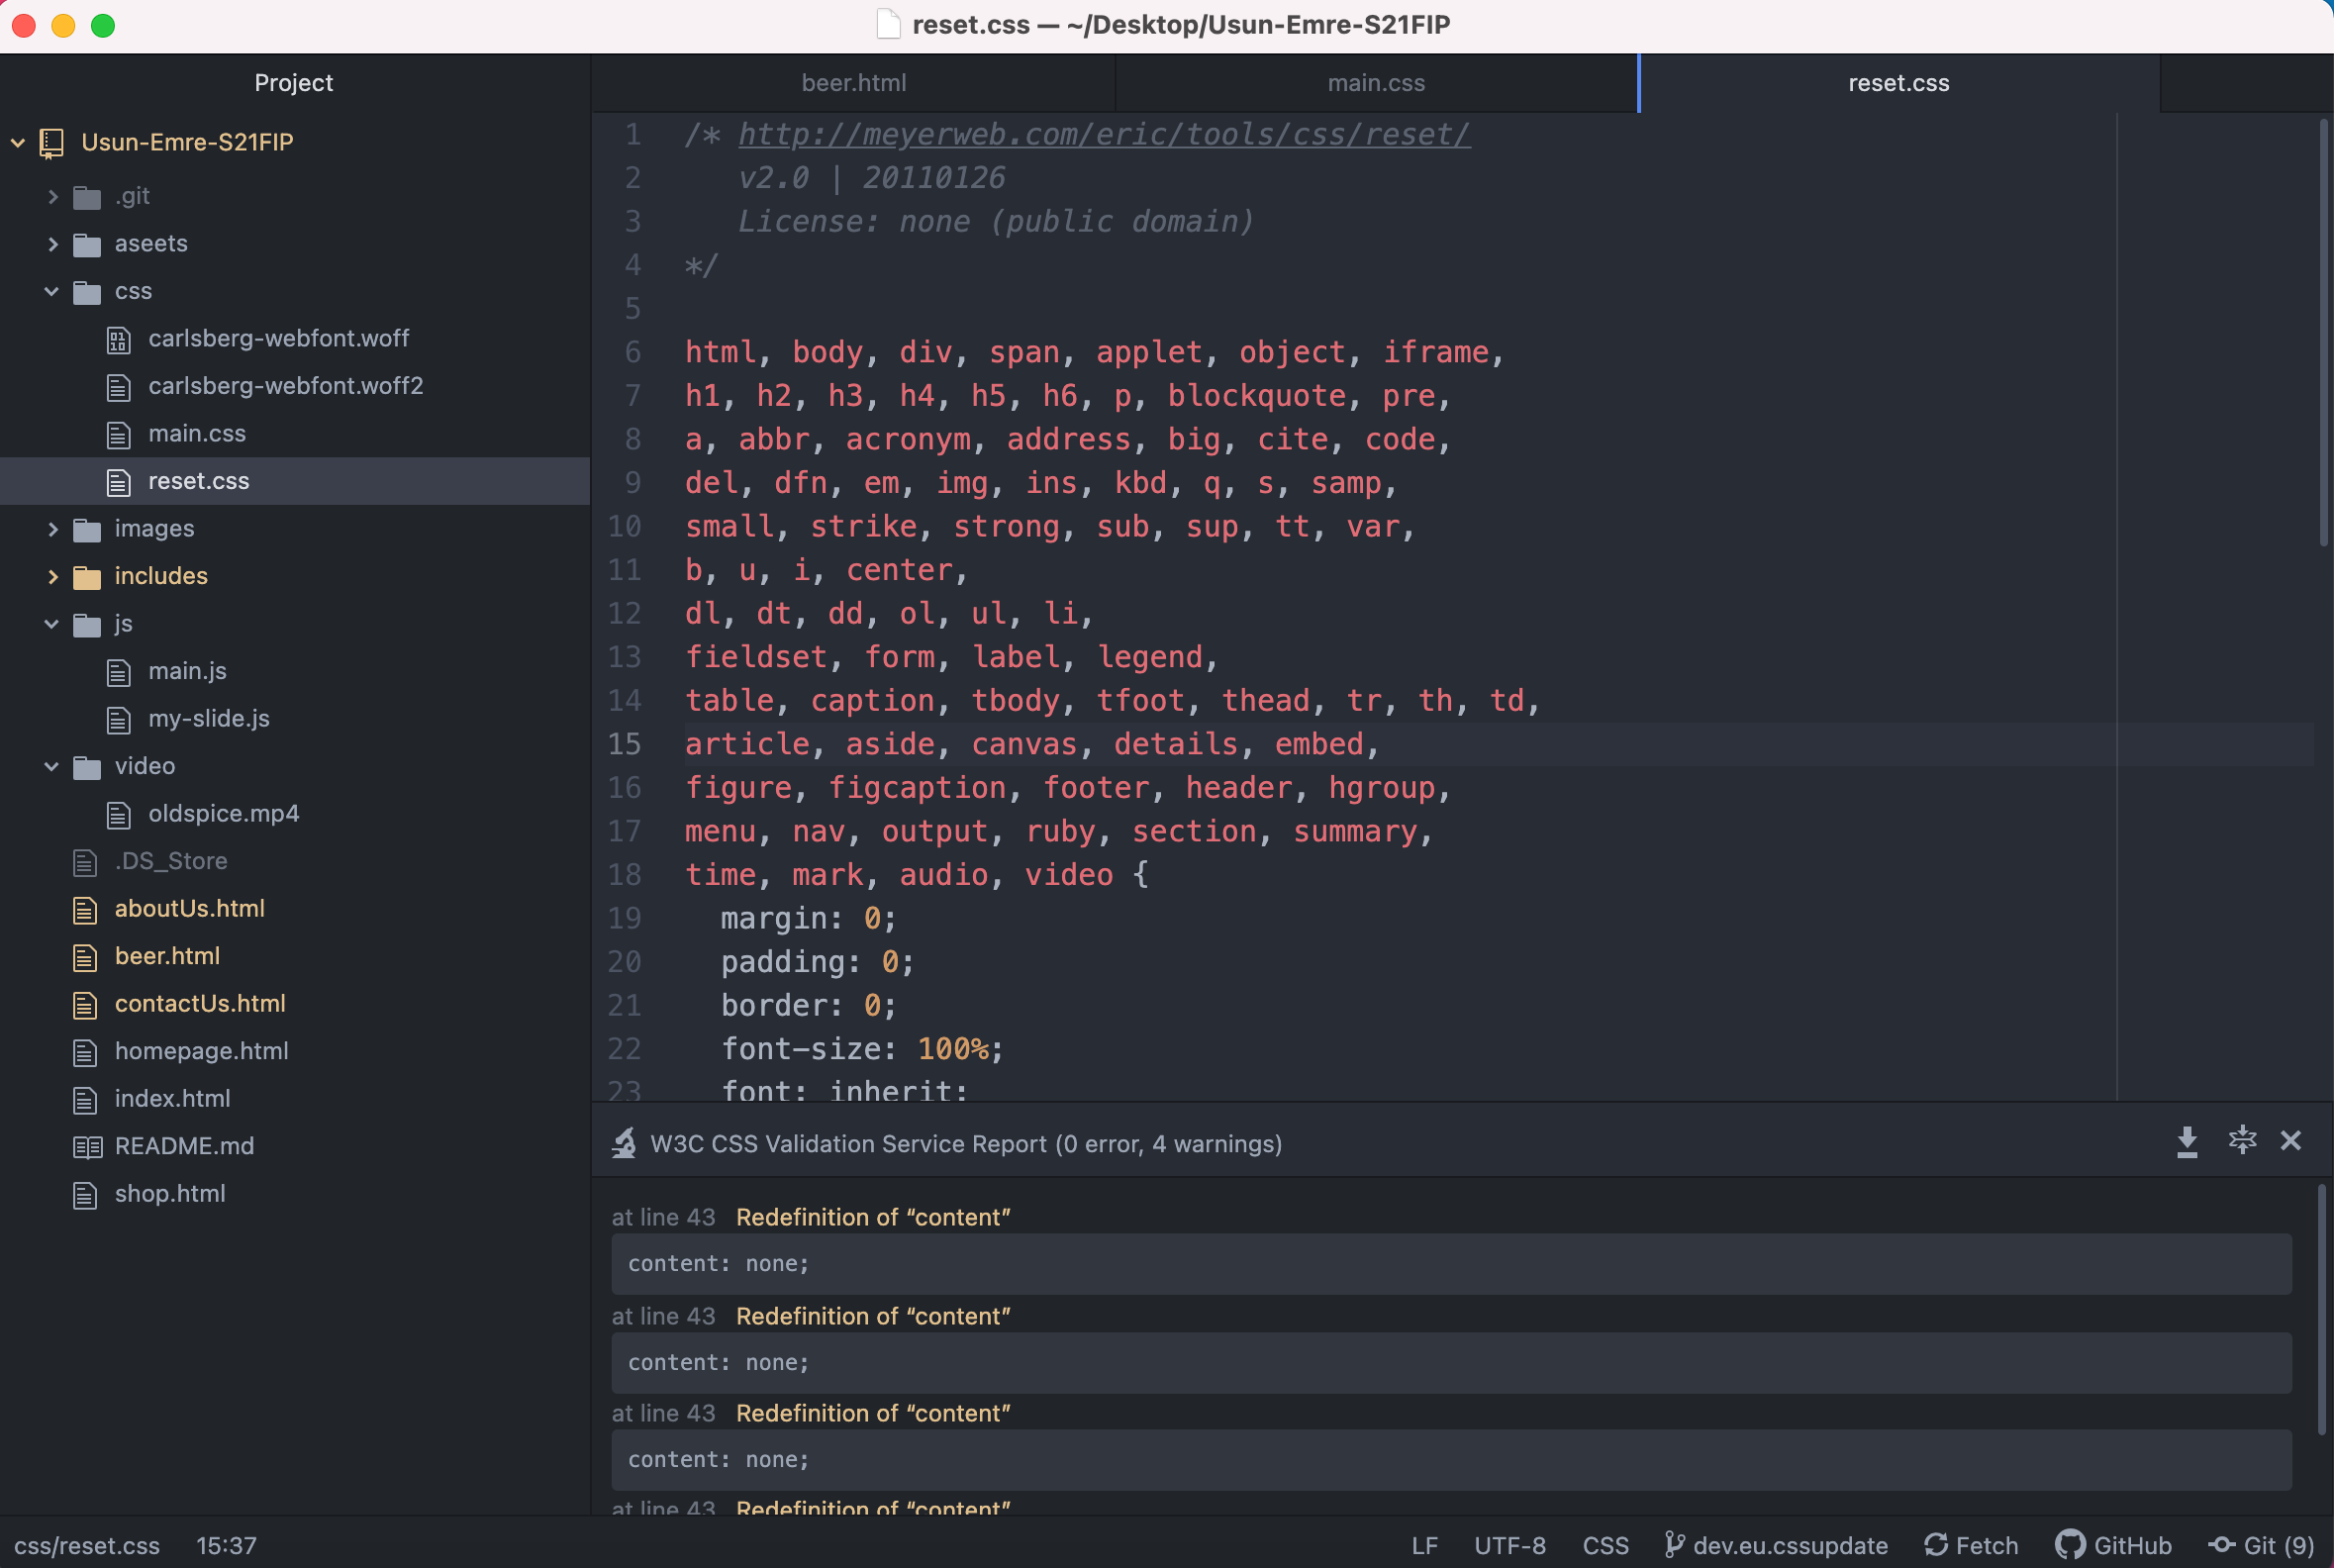 reset.css — ~/Desktop/Usun-Emre-S21FIP
Project
Usun-Emre-S21FIP
.git
aseets
css
carlsberg-webfont.woff
carlsberg-webfont.woff2
main.css
reset.css
images
includes
js
main.js
my-slide.js
video
oldspice.mp4
.DS_Store
aboutUs.html
beer.html
contactUs.html
homepage.html
index.html
README.md
shop.html
beer.html main.css reset.css
1 /* http://meyerweb.com/eric/tools/css/reset/
2 v2.0 | 20110126
3 License: none (public domain)
4 */
5
6 html, body, div, span, applet, object, iframe,
7 h1, h2, h3, h4, h5, h6, p, blockquote, pre,
8 a, abbr, acronym, address, big, cite, code,
9 del, dfn, em, img, ins, kbd, q, s, samp,
10 small, strike, strong, sub, sup, tt, var,
11 b, u, i, center,
12 dl, dt, dd, ol, ul, li,
13 fieldset, form, label, legend,
14 table, caption, tbody, tfoot, thead, tr, th, td,
15 article, aside, canvas, details, embed,
16 figure, figcaption, footer, header, hgroup,
17 menu, nav, output, ruby, section, summary,
18 time, mark, audio, video {
19 margin: 0;
20 padding: 0;
21 border: 0;
22 font-size: 100%;
23 font: inherit;
W3C CSS Validation Service Report (0 error, 4 warnings)
at line 43 Redefinition of “content”
content: none;
at line 43 Redefinition of “content”
content: none;
at line 43 Redefinition of “content”
content: none;
at line 43 Redefinition of “content”
css/reset.css 15:37 LF UTF-8 CSS dev.eu.cssupdate Fetch GitHub Git (9)